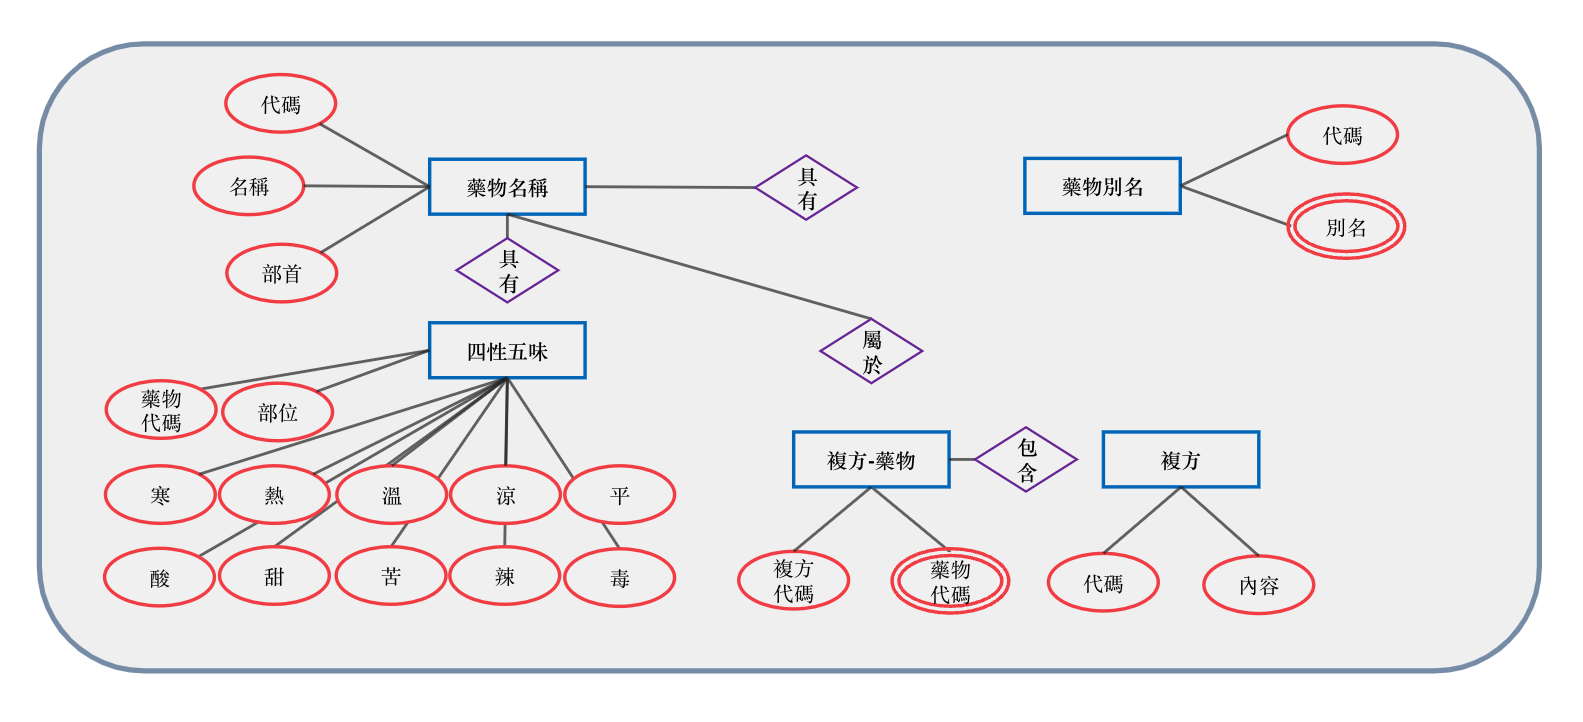 代碼
名稱
部首
藥物名稱
具
有
代碼
藥物別名
別名
具
有
四性五味
屬
於
藥物
代碼
部位
寒
熱
溫
涼
平
酸
甜
苦
辣
毒
複方-藥物
包
含
複方
複方
代碼
藥物
代碼
代碼
內容